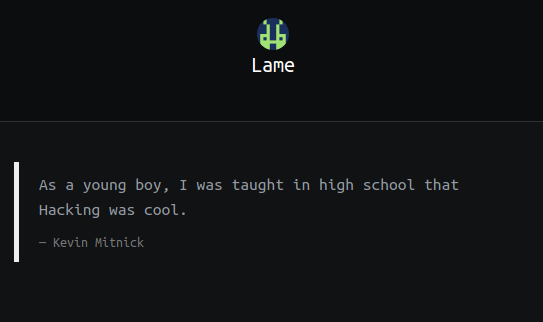 Lame
As a young boy, I was taught in high school that
Hacking was cool.
— Kevin Mitnick